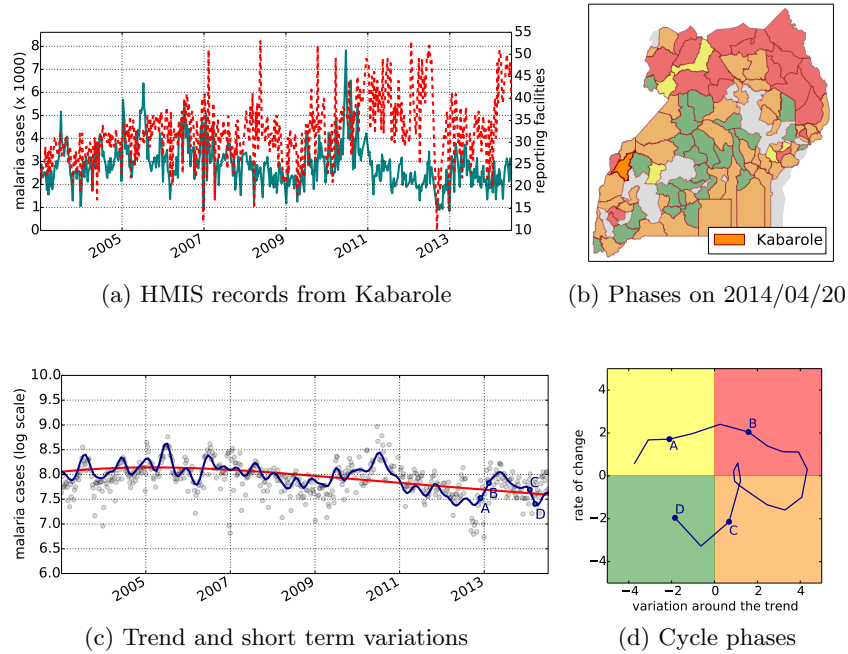 malaria cases (x 1000)
8
7
6
5
4
3
2
1
0
55
50
45
40
35
30
25
20
15
10
reporting facilities
2005
2007
2009
2011
2013
(a) HMIS records from Kabarole
Kabarole
(b) Phases on 2014/04/20
malaria cases (log scale)
10.0
9.5
9.0
8.5
8.0
7.5
7.0
6.5
6.0
A
B
C
D
2005
2007
2009
2011
2013
(c) Trend and short term variations
rate of change
4
2
0
−2
−4
A
B
C
D
−4
−2
0
2
4
variation around the trend
(d) Cycle phases